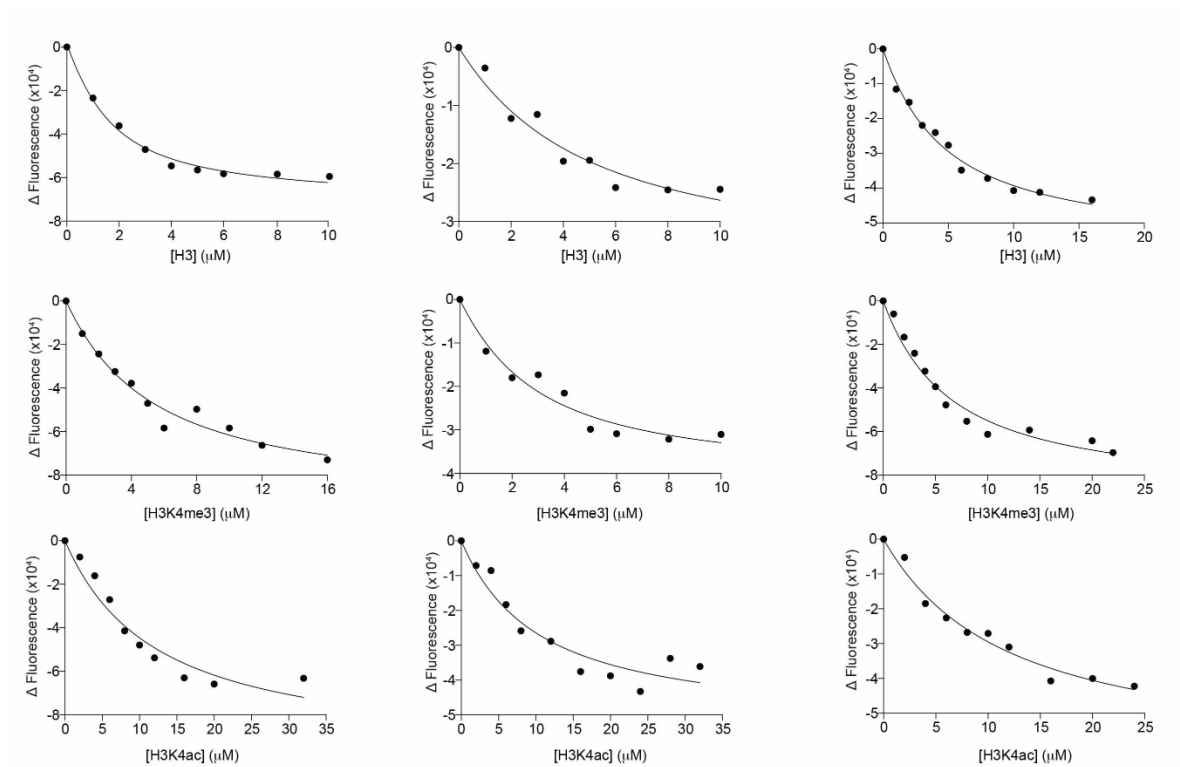 Δ Fluorescence (x10⁴)
0
-2
-4
-6
-8
0 2 4 6 8 10
[H3] (μM)
Δ Fluorescence (x10⁴)
0
-1
-2
-3
0 2 4 6 8 10
[H3] (μM)
Δ Fluorescence (x10⁴)
0
-1
-2
-3
-4
-5
0 5 10 15 20
[H3] (μM)
Δ Fluorescence (x10⁴)
0
-2
-4
-6
-8
0 4 8 12 16
[H3K4me3] (μM)
Δ Fluorescence (x10⁴)
0
-1
-2
-3
-4
0 2 4 6 8 10
[H3K4me3] (μM)
Δ Fluorescence (x10⁴)
0
-2
-4
-6
-8
0 5 10 15 20 25
[H3K4me3] (μM)
Δ Fluorescence (x10⁴)
0
-2
-4
-6
-8
0 5 10 15 20 25 30 35
[H3K4ac] (μM)
Δ Fluorescence (x10⁴)
0
-1
-2
-3
-4
-5
0 5 10 15 20 25 30 35
[H3K4ac] (μM)
Δ Fluorescence (x10⁴)
0
-1
-2
-3
-4
-5
0 5 10 15 20 25
[H3K4ac] (μM)